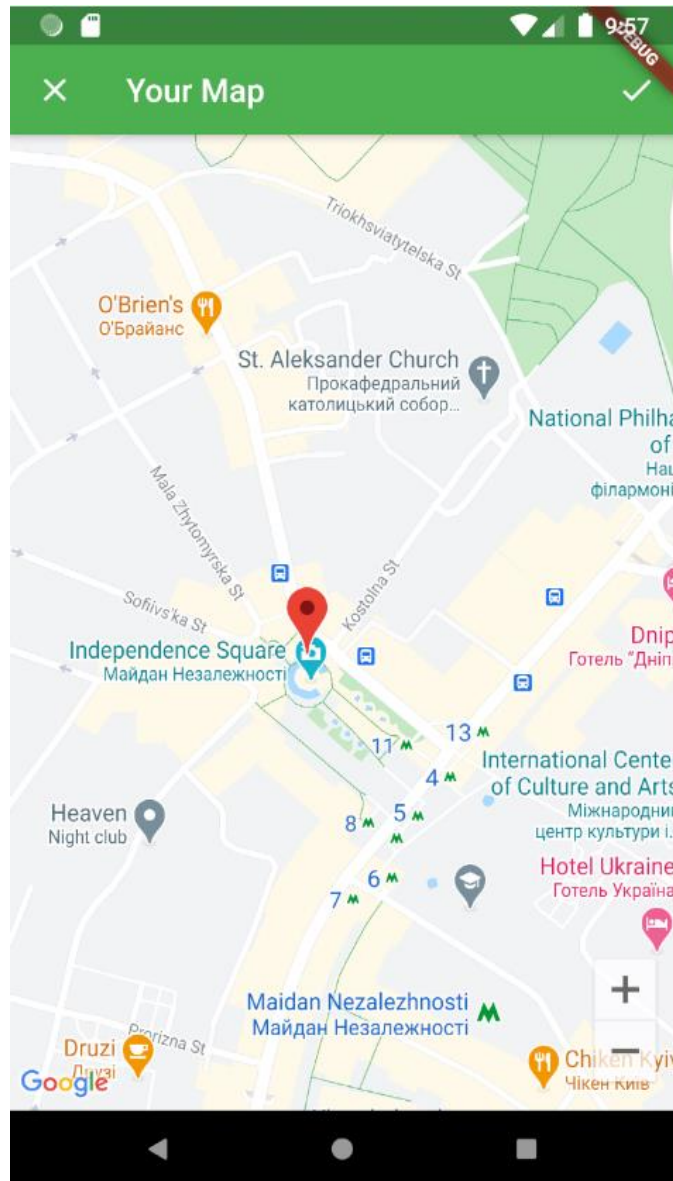 9:57
DEBUG
Your Map
Triokhsviatytelska St
O'Brien's
О'Брайанс
St. Aleksander Church
Прокафедральний
католицький собор...
National Philha
of
Нац
філармоні
Mala Zhytomyrska St
Kostolna St
Sofiivs'ka St
Independence Square
Майдан Незалежності
Dnip
Готель "Дніп
11
13
4
International Cente
of Culture and Arts
Міжнародни
центр культури і.
Heaven
Night club
8
5
6
7
Hotel Ukraine
Готель Україна
Maidan Nezalezhnosti
Майдан Незалежності
Prorizna St
Druzi
Друзі
Google
Chiken Kyiv
Чікен Київ